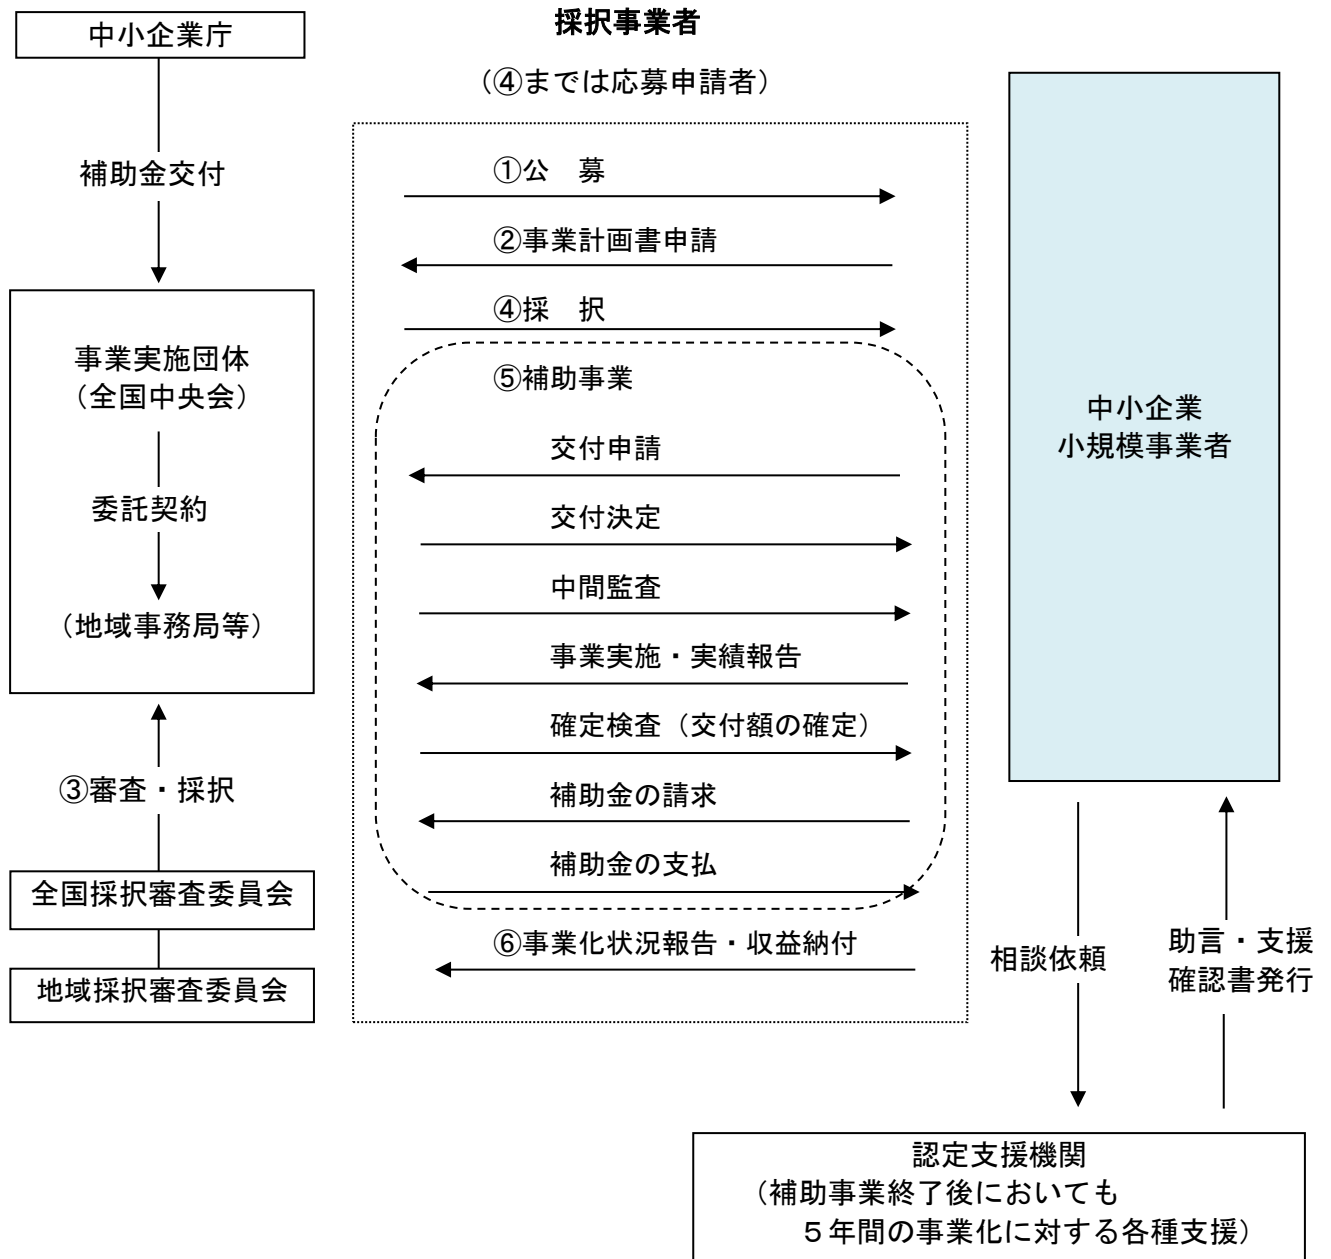 中小企業庁
採択事業者
（④までは応募申請者）
補助金交付
①公　募
②事業計画書申請
④採　択
事業実施団体
（全国中央会）
委託契約
（地域事務局等）
⑤補助事業
交付申請
交付決定
中間監査
事業実施・実績報告
確定検査（交付額の確定）
補助金の請求
補助金の支払
⑥事業化状況報告・収益納付
中小企業
小規模事業者
③審査・採択
全国採択審査委員会
地域採択審査委員会
相談依頼
助言・支援
確認書発行
認定支援機関
（補助事業終了後においても
５年間の事業化に対する各種支援）